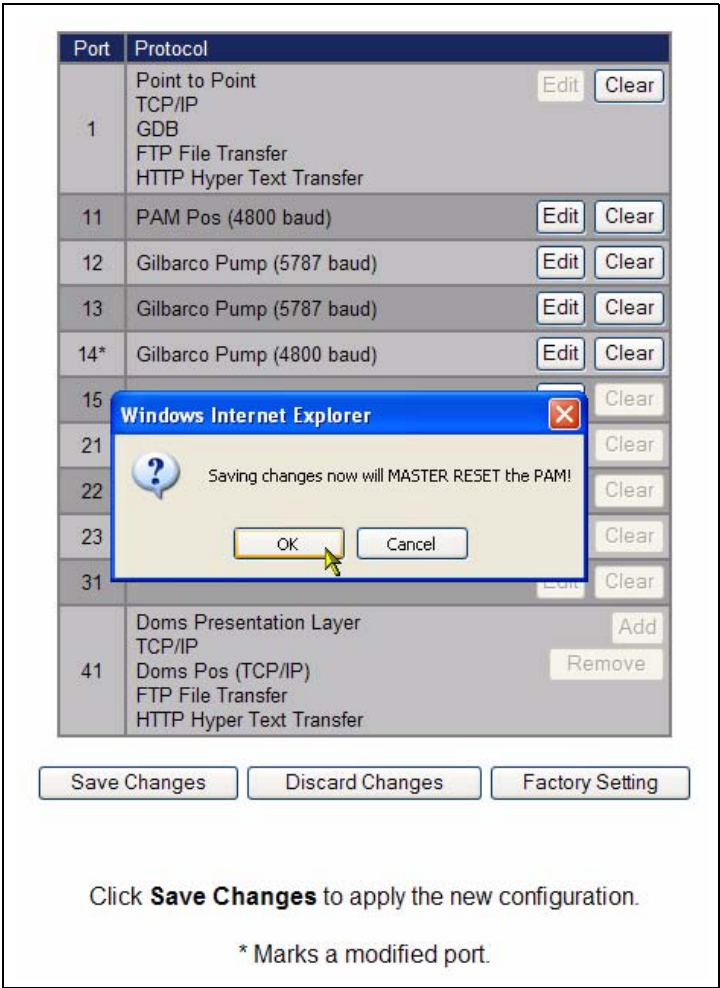 Port Protocol
1 Point to Point Edit Clear
TCP/IP
GDB
FTP File Transfer
HTTP Hyper Text Transfer
11 PAM Pos (4800 baud) Edit Clear
12 Gilbarco Pump (5787 baud) Edit Clear
13 Gilbarco Pump (5787 baud) Edit Clear
14* Gilbarco Pump (4800 baud) Edit Clear
15 Clear
Windows Internet Explorer
21 Clear
Saving changes now will MASTER RESET the PAM!
22 Clear
23 Clear
OK Cancel
31 Edit Clear
41 Doms Presentation Layer Add
TCP/IP
Doms Pos (TCP/IP) Remove
FTP File Transfer
HTTP Hyper Text Transfer
Save Changes Discard Changes Factory Setting
Click Save Changes to apply the new configuration.
* Marks a modified port.